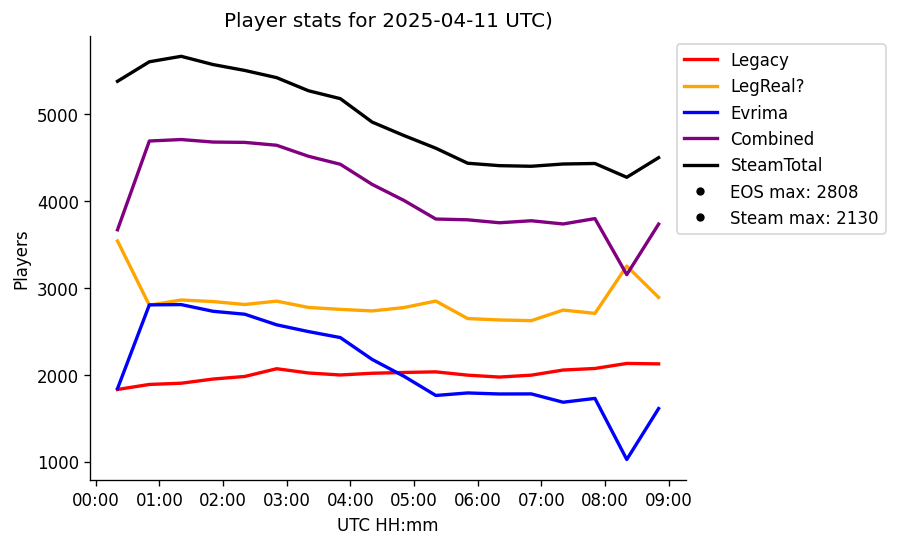 Player stats for 2025-04-11 UTC)
Legacy
LegReal?
Evrima
Combined
SteamTotal
EOS max: 2808
Steam max: 2130
Players
5000
4000
3000
2000
1000
00:00 01:00 02:00 03:00 04:00 05:00 06:00 07:00 08:00 09:00
UTC HH:mm